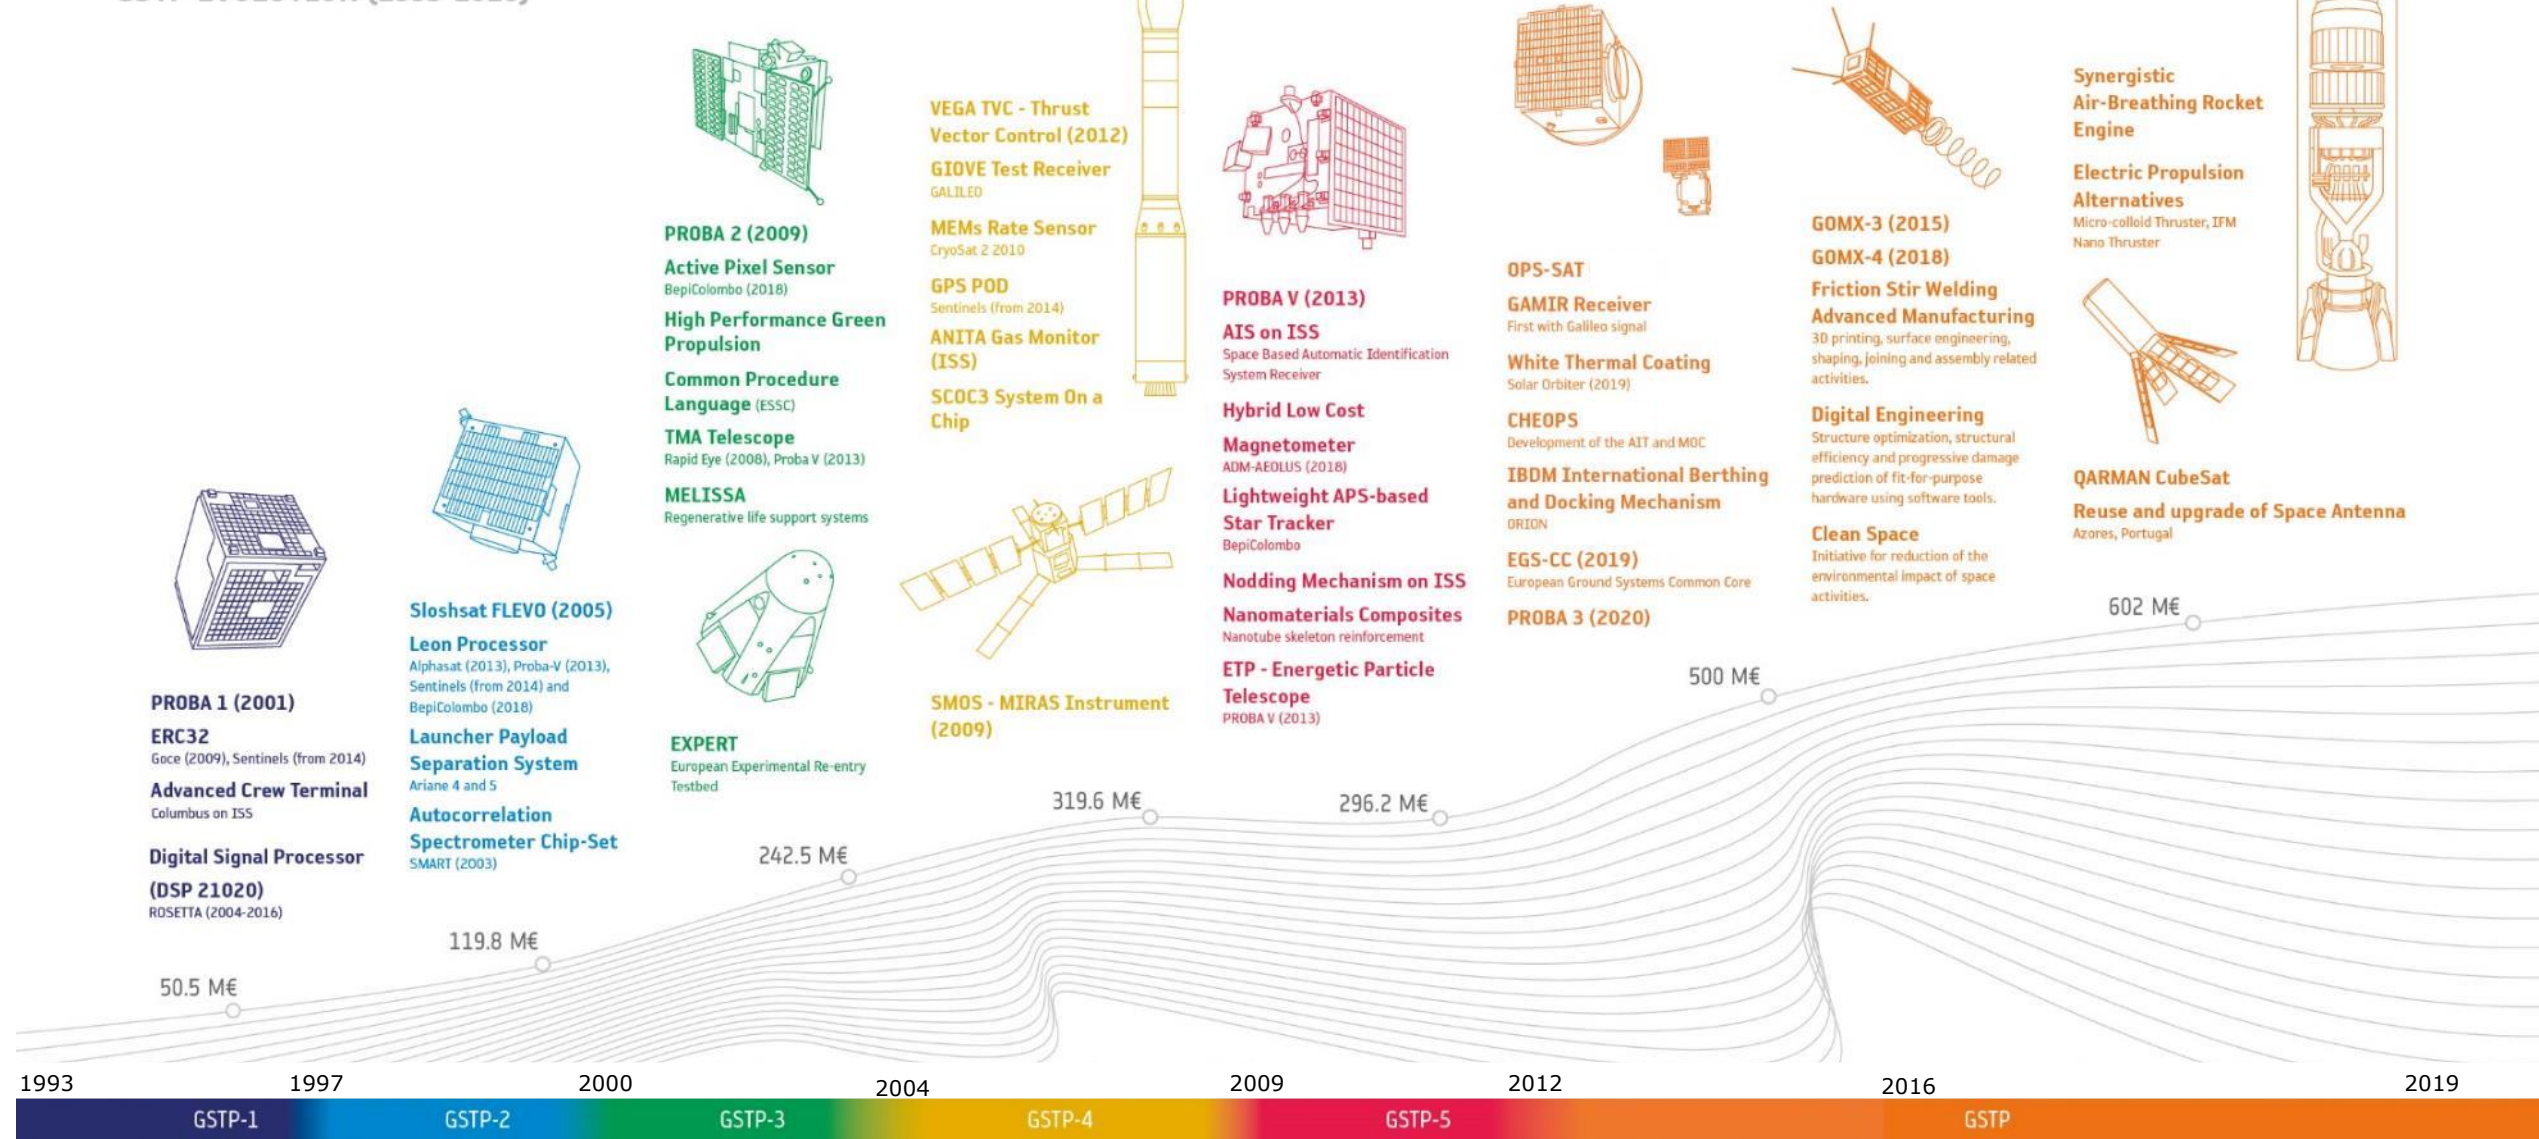 PROBA 1 (2001)
ERC32
Goce (2009), Sentinels (from 2014)
Advanced Crew Terminal
Columbus on ISS
Digital Signal Processor
(DSP 21020)
ROSETTA (2004-2016)
Sloshsat FLEVO (2005)
Leon Processor
Alphasat (2013), Proba-V (2013),
Sentinels (from 2014) and
BepiColombo (2018)
Launcher Payload
Separation System
Ariane 4 and 5
Autocorrelation
Spectrometer Chip-Set
SMART (2003)
PROBA 2 (2009)
Active Pixel Sensor
BepiColombo (2018)
High Performance Green
Propulsion
Common Procedure
Language (ESSC)
TMA Telescope
Rapid Eye (2008), Proba V (2013)
MELISSA
Regenerative life support systems
EXPERT
European Experimental Re-entry
Testbed
VEGA TVC - Thrust
Vector Control (2012)
GIOVE Test Receiver
GALILEO
MEMs Rate Sensor
CryoSat 2 2010
GPS POD
Sentinels (from 2014)
ANITA Gas Monitor
(ISS)
SCOC3 System On a
Chip
SMOS - MIRAS Instrument
(2009)
PROBA V (2013)
AIS on ISS
Space Based Automatic Identification
System Receiver
Hybrid Low Cost
Magnetometer
ADM-AEOLUS (2018)
Lightweight APS-based
Star Tracker
BepiColombo
Nodding Mechanism on ISS
Nanomaterials Composites
Nanotube skeleton reinforcement
ETP - Energetic Particle
Telescope
PROBA V (2013)
OPS-SAT
GAMIR Receiver
First with Galileo signal
White Thermal Coating
Solar Orbiter (2019)
CHEOPS
Development of the AIT and MOC
IBDM International Berthing
and Docking Mechanism
ORION
EGS-CC (2019)
European Ground Systems Common Core
PROBA 3 (2020)
GOMX-3 (2015)
GOMX-4 (2018)
Friction Stir Welding
Advanced Manufacturing
3D printing, surface engineering,
shaping, joining and assembly related
activities.
Digital Engineering
Structure optimization, structural
efficiency and progressive damage
prediction of fit-for-purpose
hardware using software tools.
Clean Space
Initiative for reduction of the
environmental impact of space
activities.
Synergistic
Air-Breathing Rocket
Engine
Electric Propulsion
Alternatives
Micro-colloid Thruster, IFM
Nano Thruster
QARMAN CubeSat
Reuse and upgrade of Space Antenna
Azores, Portugal
50.5 M€
119.8 M€
242.5 M€
319.6 M€
296.2 M€
500 M€
602 M€
1993 1997 2000 2004 2009 2012 2016 2019
GSTP-1 GSTP-2 GSTP-3 GSTP-4 GSTP-5 GSTP